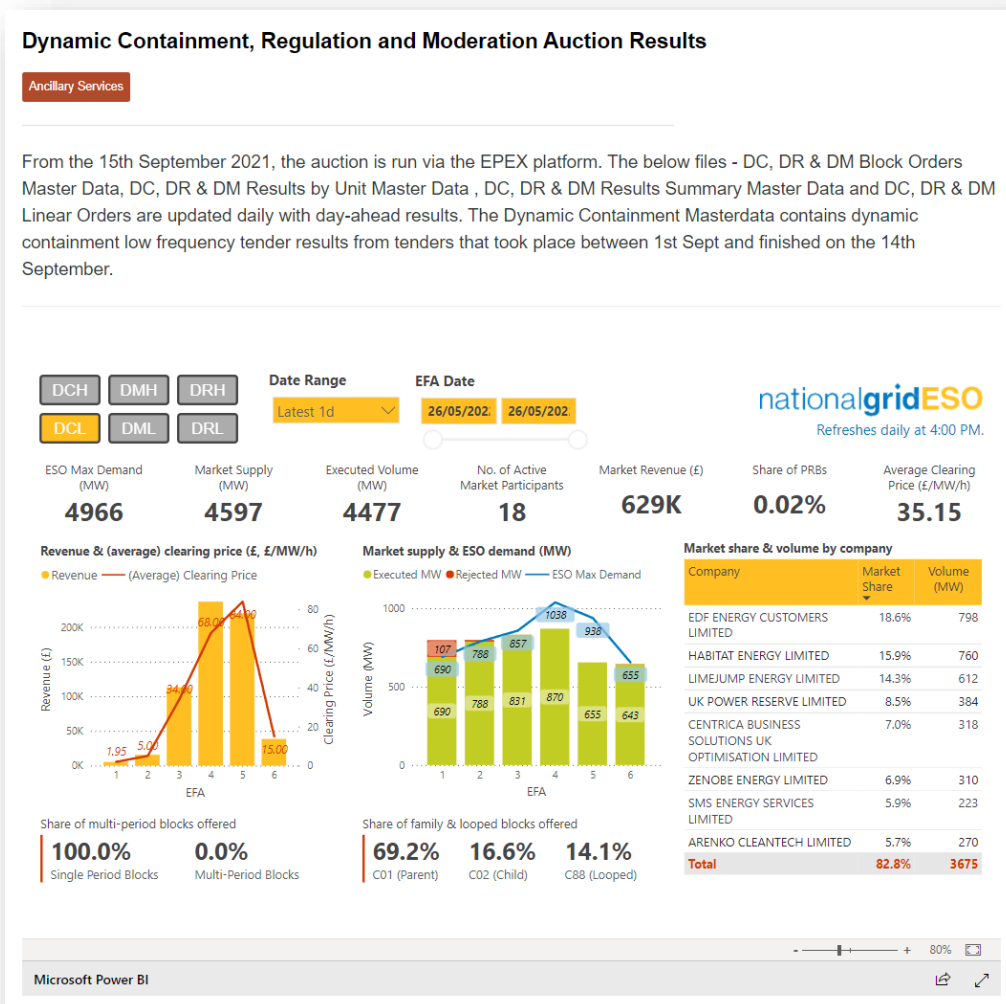 Dynamic Containment, Regulation and Moderation Auction Results
Ancillary Services
From the 15th September 2021, the auction is run via the EPEX platform. The below files - DC, DR & DM Block Orders
Master Data, DC, DR & DM Results by Unit Master Data , DC, DR & DM Results Summary Master Data and DC, DR & DM
Linear Orders are updated daily with day-ahead results. The Dynamic Containment Masterdata contains dynamic
containment low frequency tender results from tenders that took place between 1st Sept and finished on the 14th
September.
DCH DMH DRH
DCL DML DRL
Date Range
Latest 1d
EFA Date
26/05/202. 26/05/202.
nationalgridESO
Refreshes daily at 4:00 PM.
ESO Max Demand
(MW)
4966
Market Supply
(MW)
4597
Executed Volume
(MW)
4477
No. of Active
Market Participants
18
Market Revenue (£)
629K
Share of PRBs
0.02%
Average Clearing
Price (£/MW/h)
35.15
Revenue & (average) clearing price (£, £/MW/h)
Revenue (Average) Clearing Price
Revenue (£)
200K
150K
100K
50K
0K
1.95 5.00 34.00 68.00 84.00 15.00
80
60
40
20
0
Clearing Price (£/MW/h)
1 2 3 4 5 6
EFA
Market supply & ESO demand (MW)
Executed MW Rejected MW ESO Max Demand
Volume (MW)
1000
500
0
107
690 788 857 1038 938 655
690 788 831 870 655 643
1 2 3 4 5 6
EFA
Market share & volume by company
Company Market Share Volume (MW)
EDF ENERGY CUSTOMERS
LIMITED 18.6% 798
HABITAT ENERGY LIMITED 15.9% 760
LIMEJUMP ENERGY LIMITED 14.3% 612
UK POWER RESERVE LIMITED 8.5% 384
CENTRICA BUSINESS
SOLUTIONS UK
OPTIMISATION LIMITED 7.0% 318
ZENOBE ENERGY LIMITED 6.9% 310
SMS ENERGY SERVICES
LIMITED 5.9% 223
ARENKO CLEANTECH LIMITED 5.7% 270
Total 82.8% 3675
Share of multi-period blocks offered
100.0% 0.0%
Single Period Blocks Multi-Period Blocks
Share of family & looped blocks offered
69.2% 16.6% 14.1%
C01 (Parent) C02 (Child) C88 (Looped)
- + 80%
Microsoft Power BI